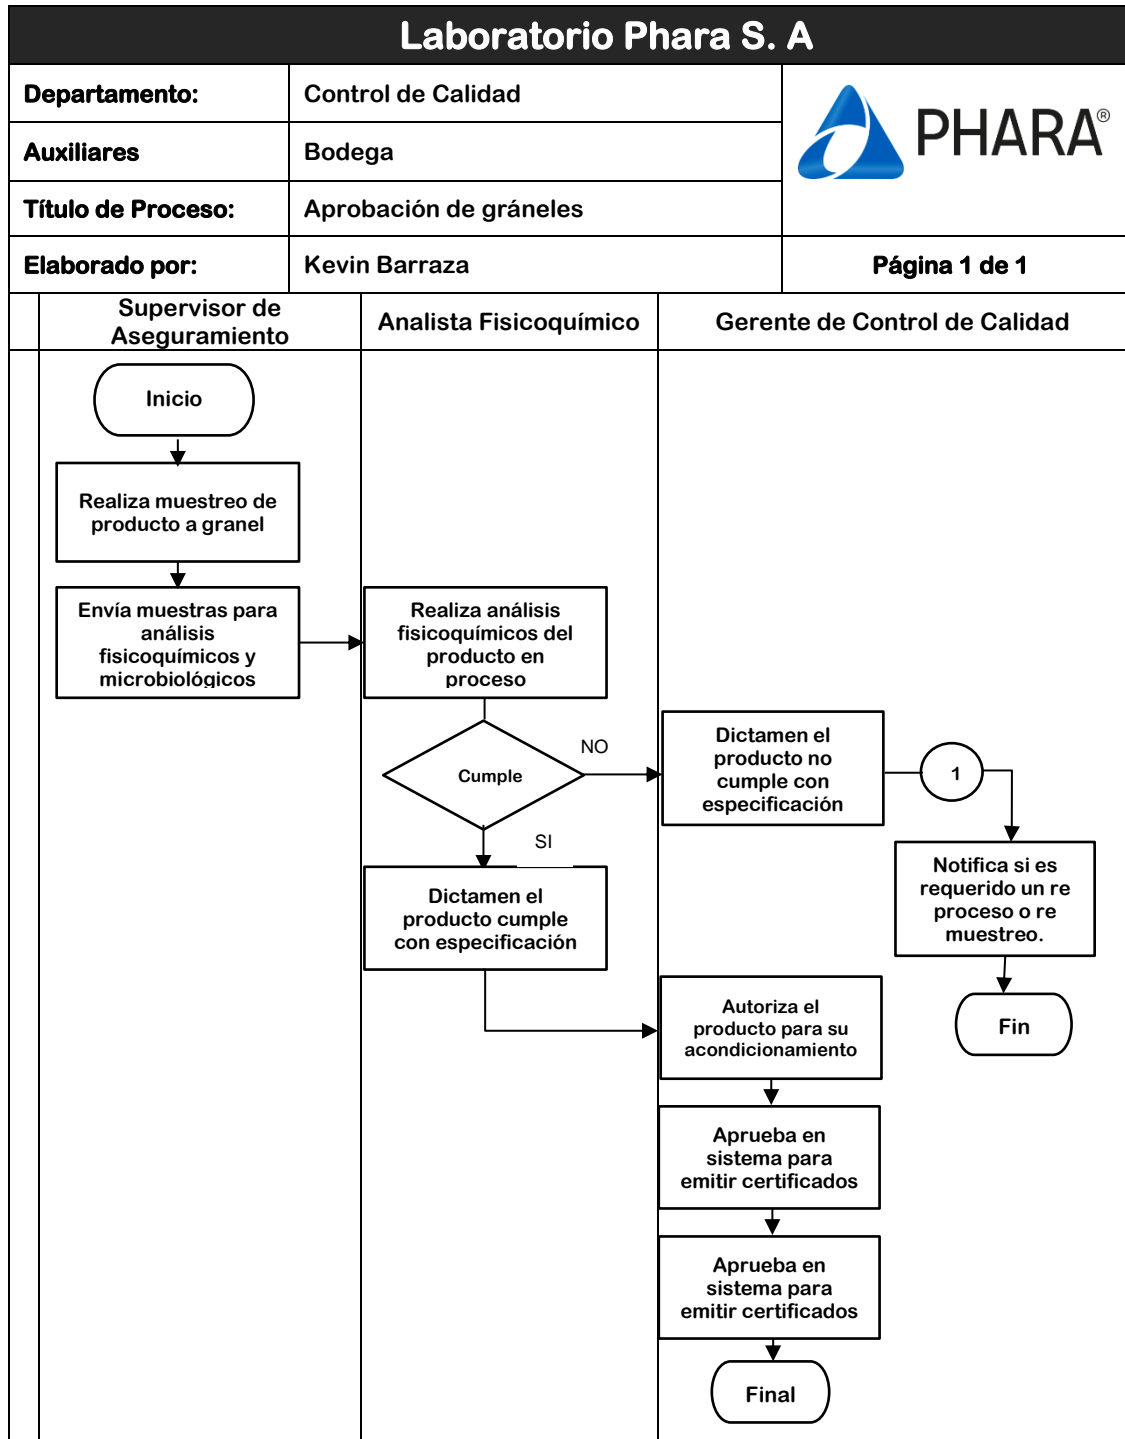 Laboratorio Phara S. A
Departamento:
Control de Calidad
PHARA®
Auxiliares
Bodega
Título de Proceso:
Aprobación de gráneles
Elaborado por:
Kevin Barraza
Página 1 de 1
Supervisor de
Aseguramiento
Analista Fisicoquímico
Gerente de Control de Calidad
Inicio
Realiza muestreo de
producto a granel
Envía muestras para
análisis
fisicoquímicos y
microbiológicos
Realiza análisis
fisicoquímicos del
producto en
proceso
Cumple
NO
Dictamen el
producto no
cumple con
especificación
1
Notifica si es
requerido un re
proceso o re
muestreo.
Fin
SI
Dictamen el
producto cumple
con especificación
Autoriza el
producto para su
acondicionamiento
Aprueba en
sistema para
emitir certificados
Aprueba en
sistema para
emitir certificados
Final